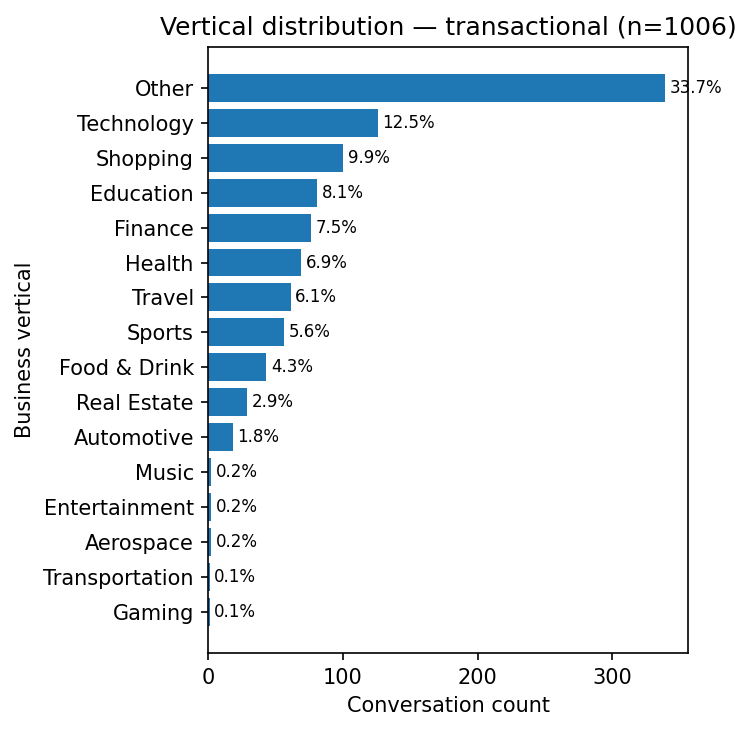 Vertical distribution — transactional (n=1006)
Business vertical
Other 33.7%
Technology 12.5%
Shopping 9.9%
Education 8.1%
Finance 7.5%
Health 6.9%
Travel 6.1%
Sports 5.6%
Food & Drink 4.3%
Real Estate 2.9%
Automotive 1.8%
Music 0.2%
Entertainment 0.2%
Aerospace 0.2%
Transportation 0.1%
Gaming 0.1%
0 100 200 300
Conversation count